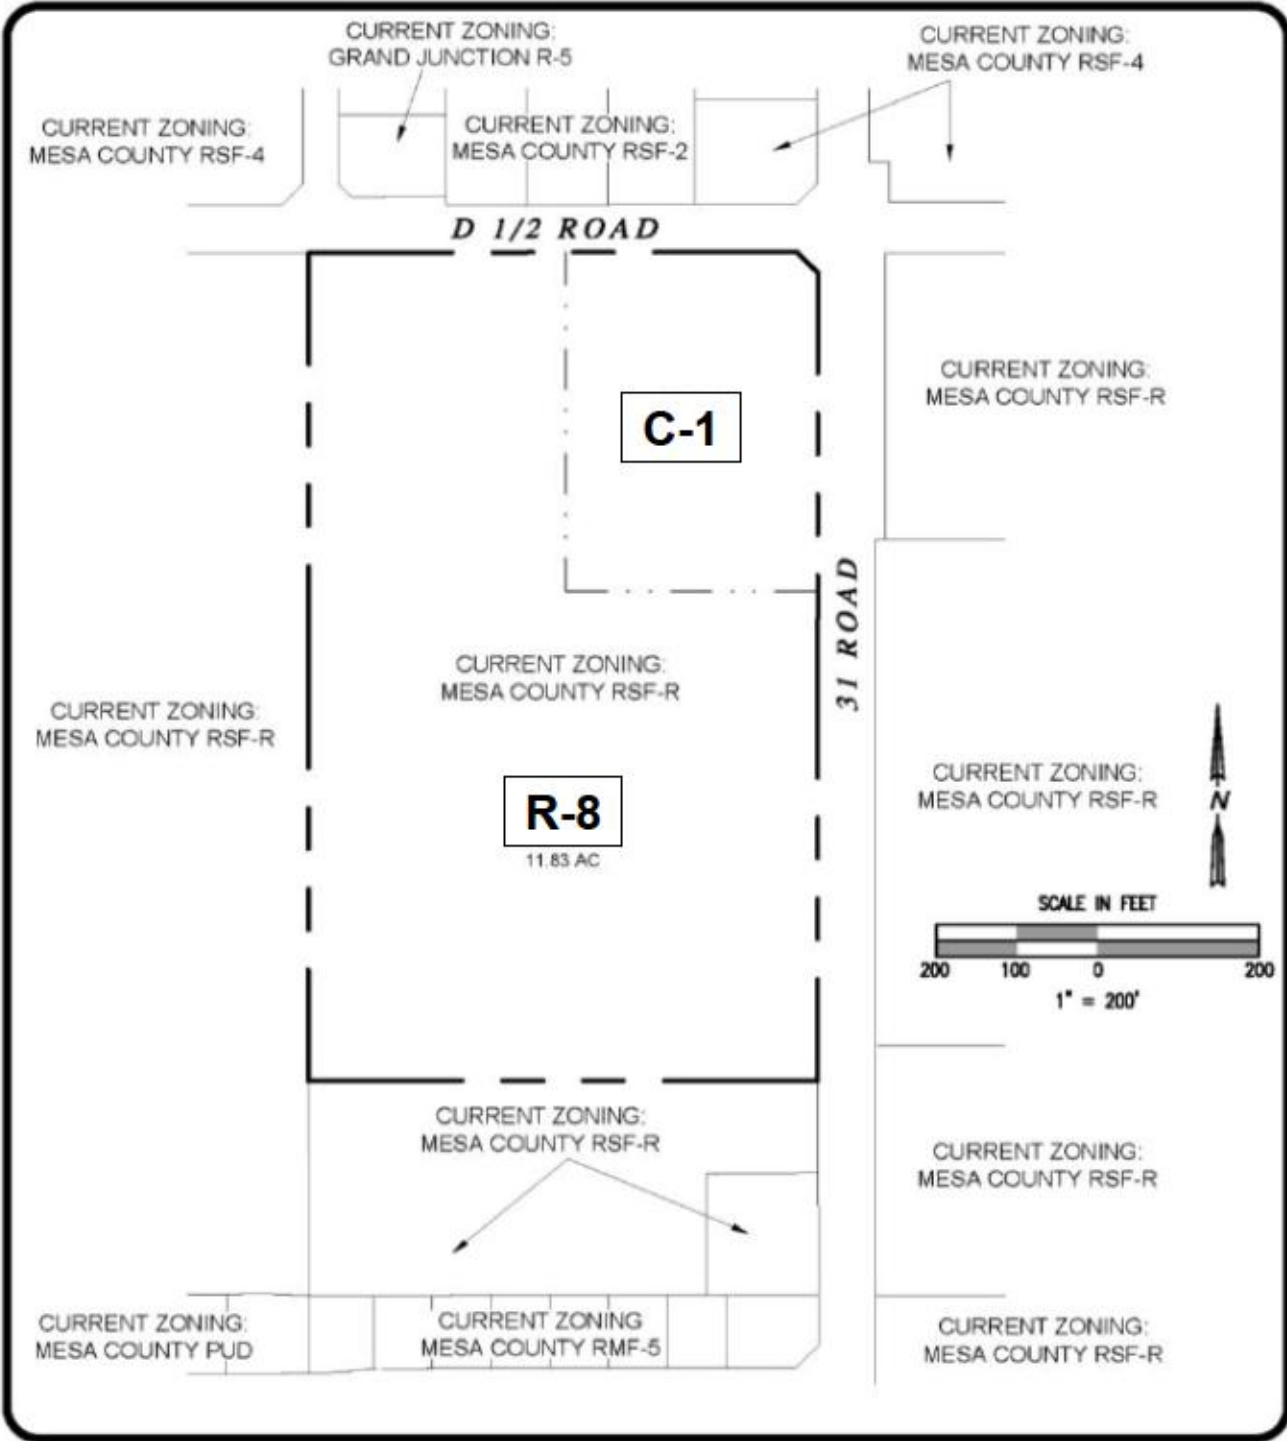 CURRENT ZONING:
GRAND JUNCTION R-5
CURRENT ZONING:
MESA COUNTY RSF-4
CURRENT ZONING:
MESA COUNTY RSF-4
CURRENT ZONING:
MESA COUNTY RSF-2
D 1/2 ROAD
CURRENT ZONING:
MESA COUNTY RSF-R
C-1
31 ROAD
CURRENT ZONING:
MESA COUNTY RSF-R
CURRENT ZONING:
MESA COUNTY RSF-R
CURRENT ZONING:
MESA COUNTY RSF-R
N
R-8
11.83 AC
SCALE IN FEET
200 100 0 200
1" = 200'
CURRENT ZONING:
MESA COUNTY RSF-R
CURRENT ZONING:
MESA COUNTY RSF-R
CURRENT ZONING:
MESA COUNTY PUD
CURRENT ZONING
MESA COUNTY RMF-5
CURRENT ZONING:
MESA COUNTY RSF-R